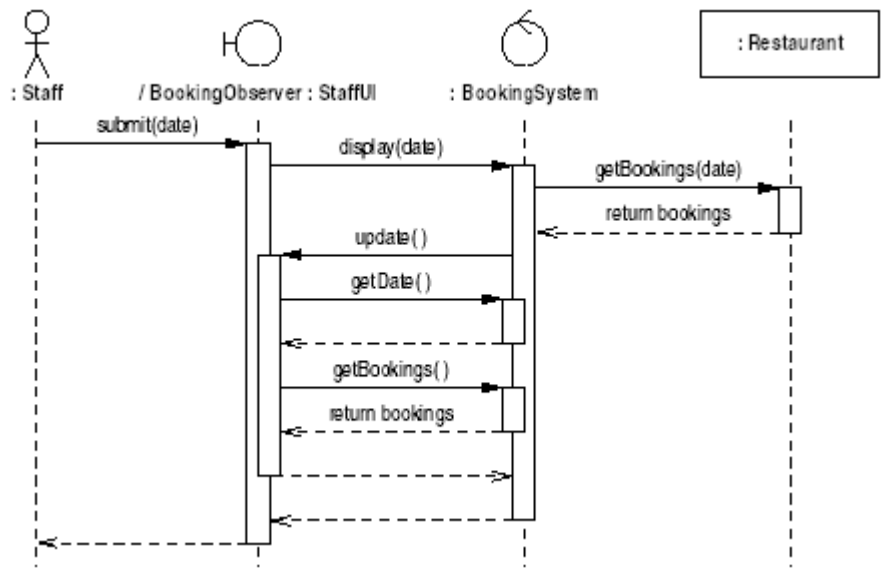 : Staff
/ BookingObserver : StaffUI
: BookingSystem
: Restaurant
submit(date)
display(date)
getBookings(date)
return bookings
update( )
getDate( )
getBookings( )
return bookings